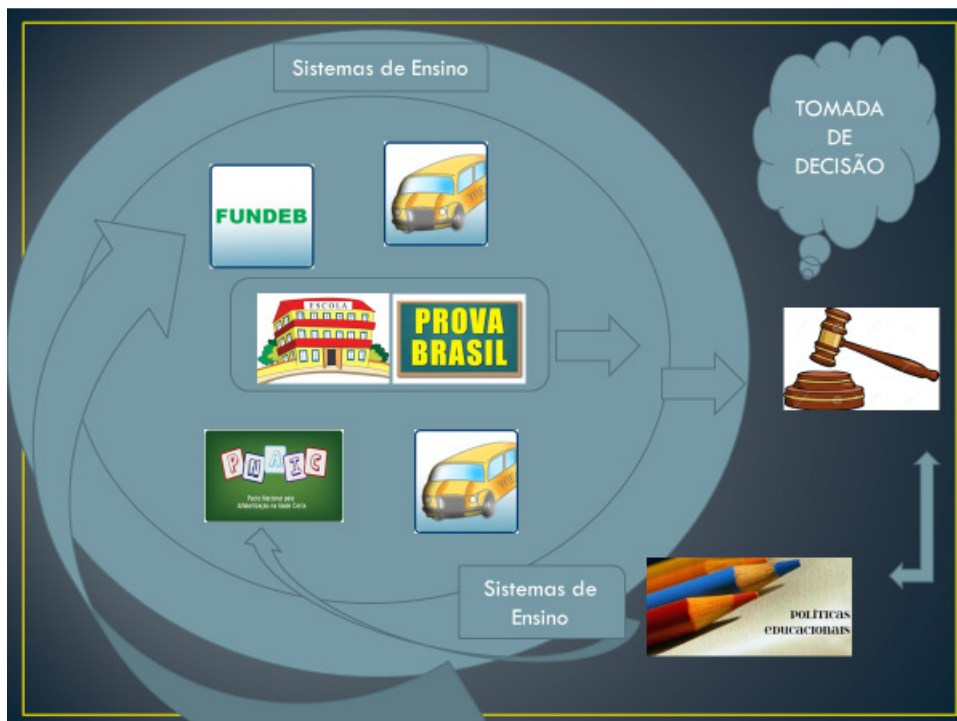 Sistemas de Ensino
TOMADA
DE
DECISÃO
FUNDEB
ESCOLA
PROVA
BRASIL
PNAIC
Pacto Nacional pela
Alfabetização na Idade Certa
Sistemas de
Ensino
POLÍTICAS
EDUCACIONAIS